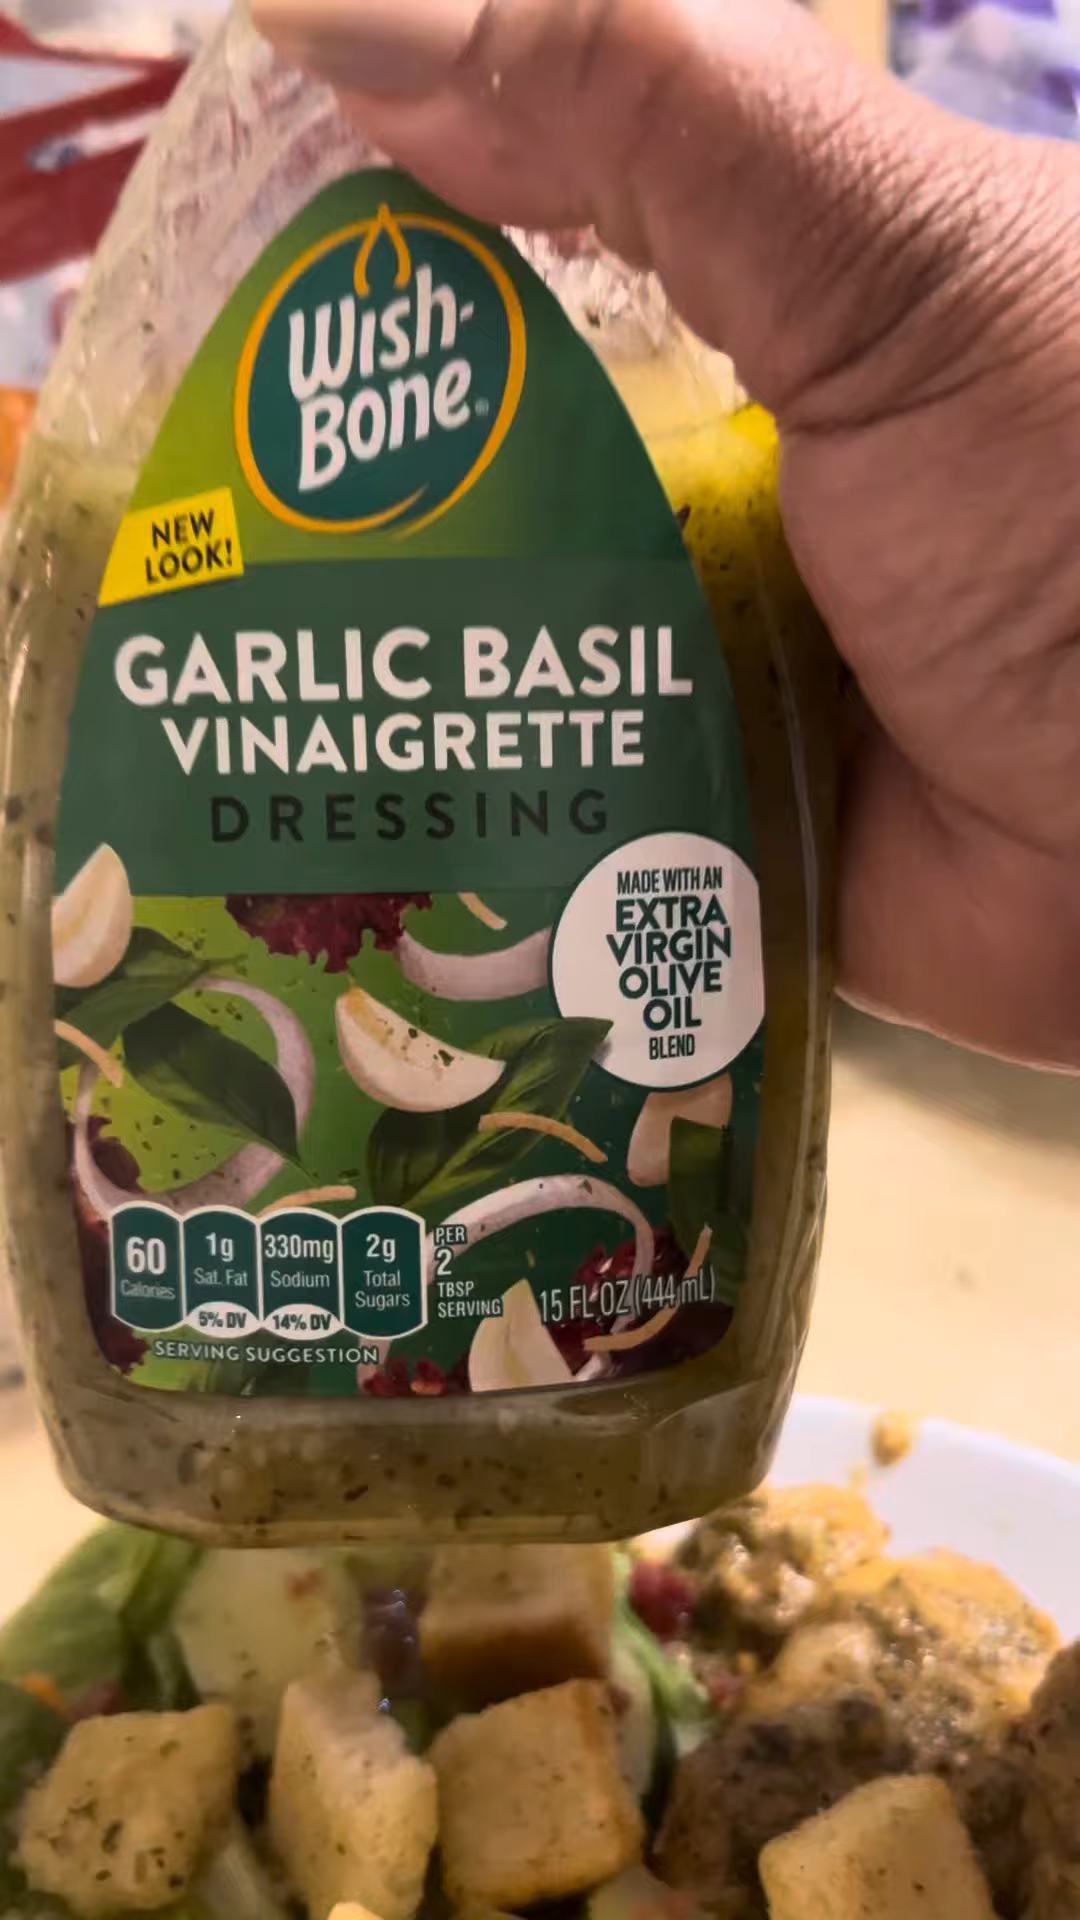 Wish-
Bone®
NEW
LOOK!
GARLIC BASIL
VINAIGRETTE
DRESSING
MADE WITH AN
EXTRA
VIRGIN
OLIVE
OIL
BLEND
60
Calories
1g
Sat. Fat
5% DV
330mg
Sodium
14% DV
2g
Total
Sugars
PER
2
TBSP
SERVING
15 FL OZ (444 mL)
SERVING SUGGESTION